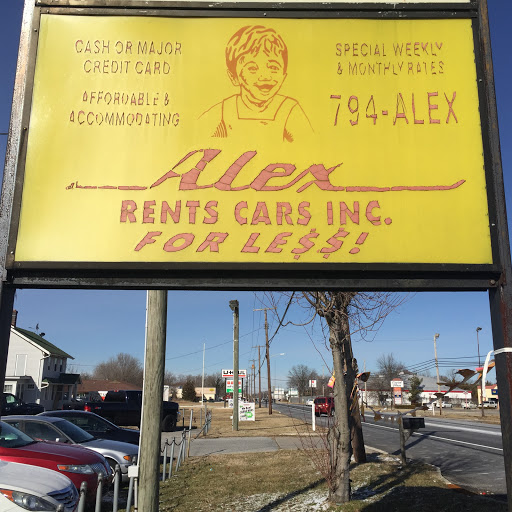 CASH OR MAJOR
CREDIT CARD
AFFORDABLE &
ACCOMMODATING
SPECIAL WEEKLY
& MONTHLY RATES
794-ALEX
Alex
RENTS CARS INC.
FOR LE$$!
U-HAUL